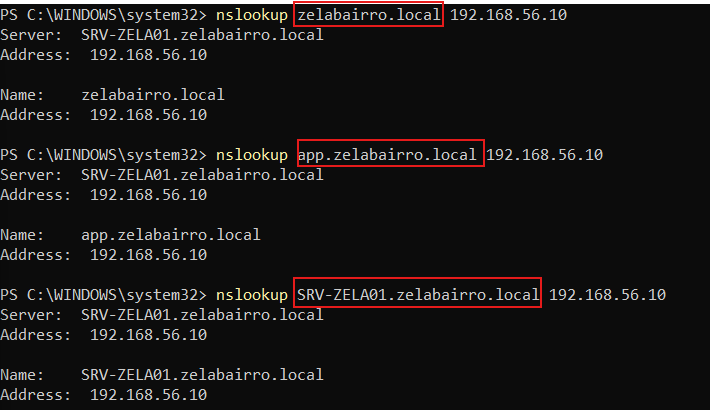 PS C:\WINDOWS\system32> nslookup zelabairro.local 192.168.56.10
Server:  SRV-ZELA01.zelabairro.local
Address:  192.168.56.10
Name:    zelabairro.local
Address:  192.168.56.10
PS C:\WINDOWS\system32> nslookup app.zelabairro.local 192.168.56.10
Server:  SRV-ZELA01.zelabairro.local
Address:  192.168.56.10
Name:    app.zelabairro.local
Address:  192.168.56.10
PS C:\WINDOWS\system32> nslookup SRV-ZELA01.zelabairro.local 192.168.56.10
Server:  SRV-ZELA01.zelabairro.local
Address:  192.168.56.10
Name:    SRV-ZELA01.zelabairro.local
Address:  192.168.56.10